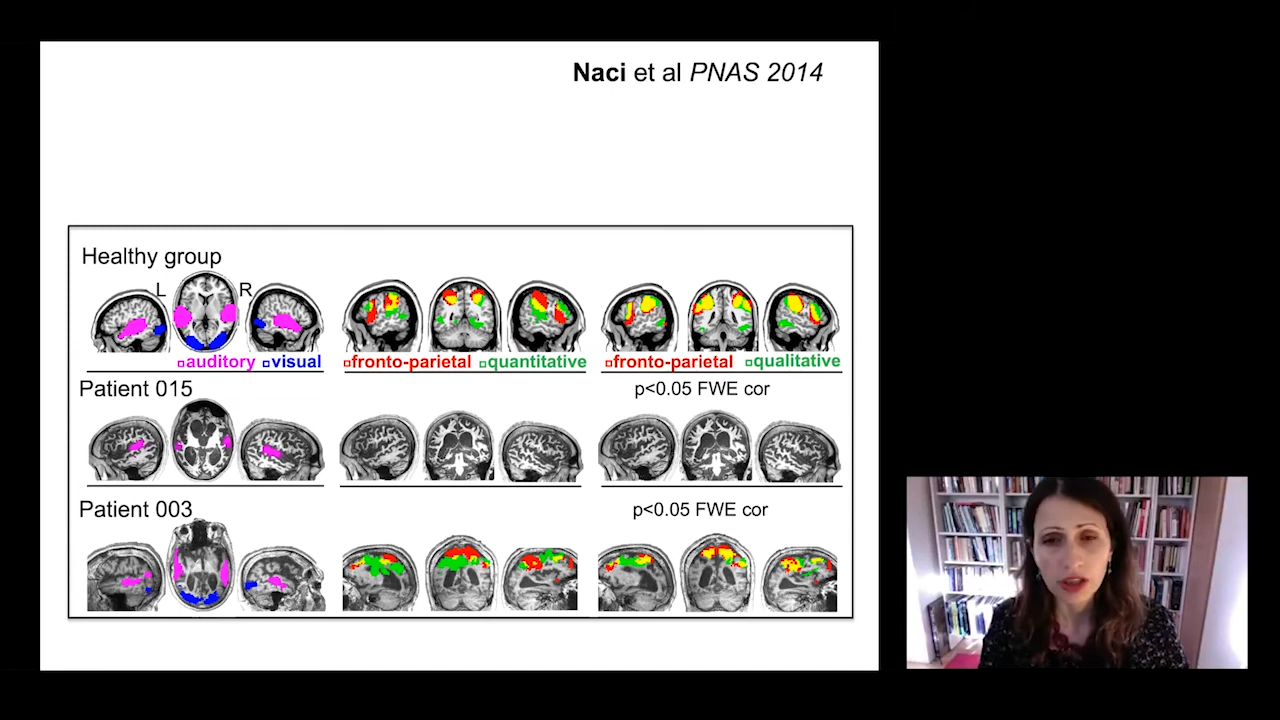 Naci et al PNAS 2014
Healthy group
L R
auditory visual
fronto-parietal quantitative
fronto-parietal qualitative
Patient 015
p<0.05 FWE cor
Patient 003
p<0.05 FWE cor